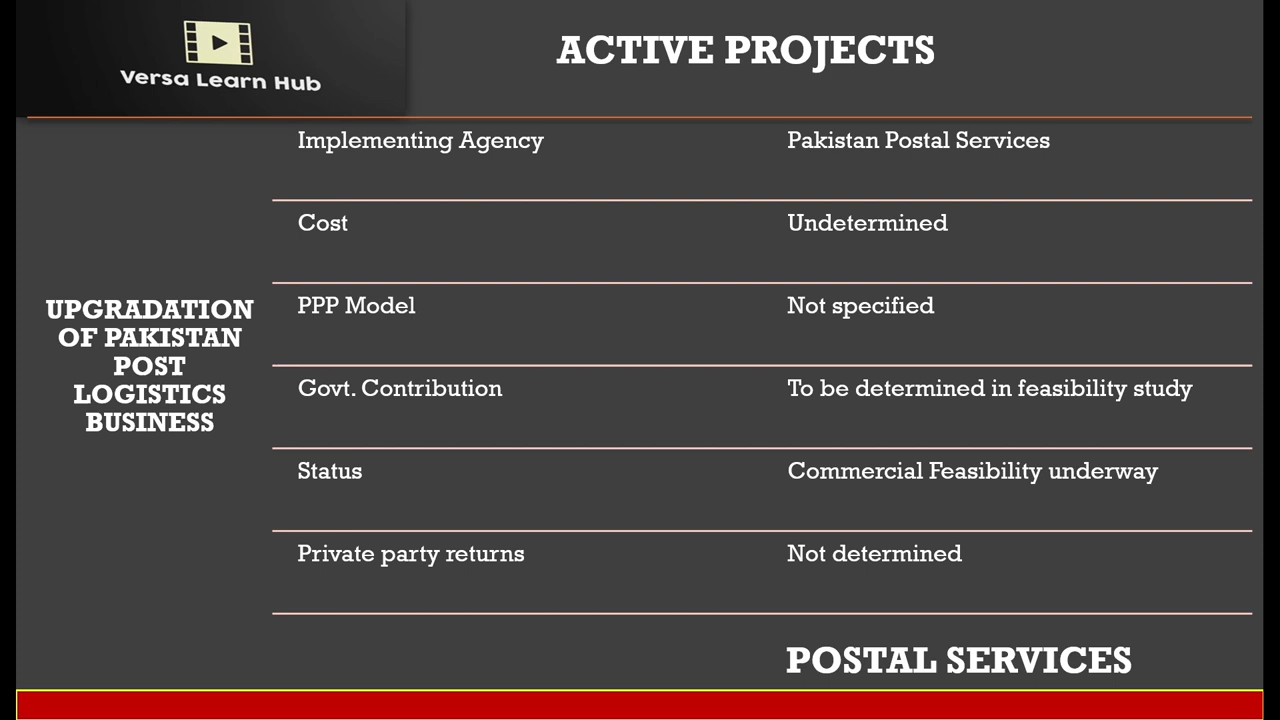 Versa Learn Hub
ACTIVE PROJECTS
UPGRADATION
OF PAKISTAN
POST
LOGISTICS
BUSINESS
Implementing Agency Pakistan Postal Services
Cost Undetermined
PPP Model Not specified
Govt. Contribution To be determined in feasibility study
Status Commercial Feasibility underway
Private party returns Not determined
POSTAL SERVICES